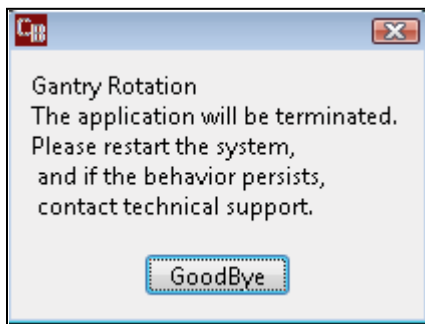 Gantry Rotation
The application will be terminated.
Please restart the system,
and if the behavior persists,
contact technical support.
GoodBye